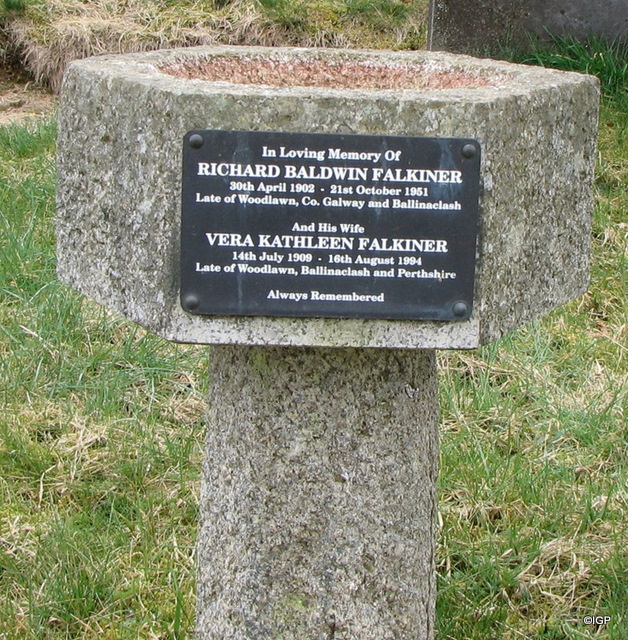 In Loving Memory Of
RICHARD BALDWIN FALKINER
30th April 1902 - 21st October 1951
Late of Woodlawn, Co. Galway and Ballinaclash
And His Wife
VERA KATHLEEN FALKINER
14th July 1909 - 16th August 1994
Late of Woodlawn, Ballinaclash and Perthshire
Always Remembered
©IGP